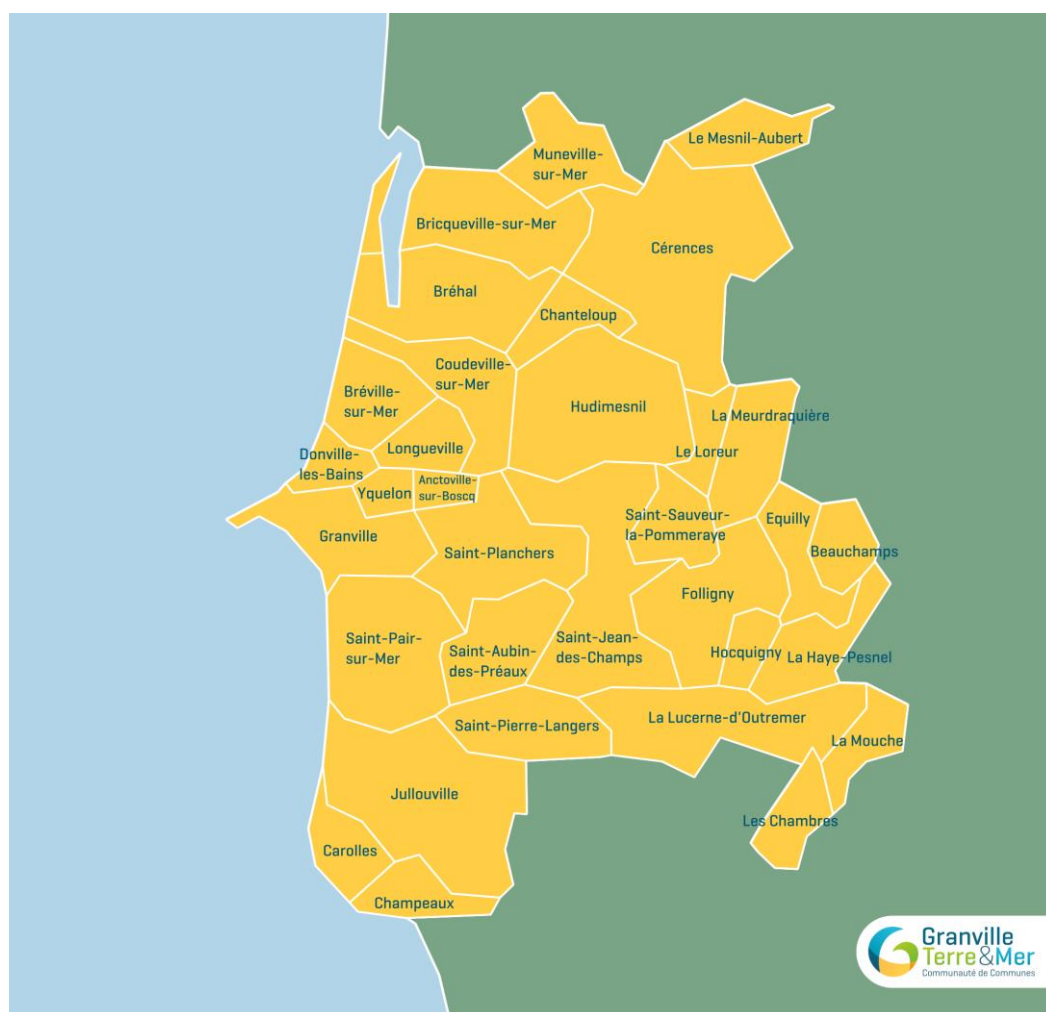 Le Mesnil-Aubert
Muneville-
sur-Mer
Bricqueville-sur-Mer
Cérences
Bréhal
Chanteloup
Coudeville-
sur-Mer
Bréville-
sur-Mer
Hudimesnil
La Meurdraquière
Longueville
Le Loreur
Donville-
les-Bains
Yquelon
Anctoville-
sur-Boscq
Granville
Saint-Planchers
Saint-Sauveur-
la-Pommeraye
Equilly
Beauchamps
Folligny
Saint-Pair-
sur-Mer
Saint-Aubin-
des-Préaux
Saint-Jean-
des-Champs
Hocquigny
La Haye-Pesnel
Saint-Pierre-Langers
La Lucerne-d'Outremer
La Mouche
Jullouville
Les Chambres
Carolles
Champeaux
Granville
Terre&Mer
Communauté de Communes